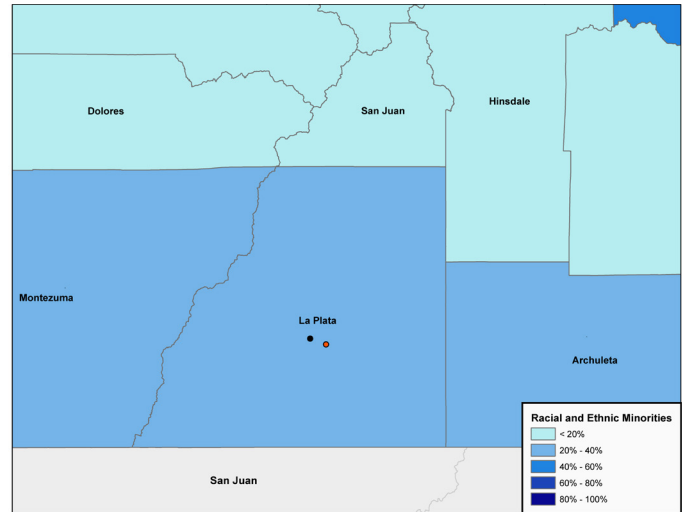 Dolores
San Juan
Hinsdale
Montezuma
La Plata
Archuleta
San Juan
Racial and Ethnic Minorities
< 20%
20% - 40%
40% - 60%
60% - 80%
80% - 100%